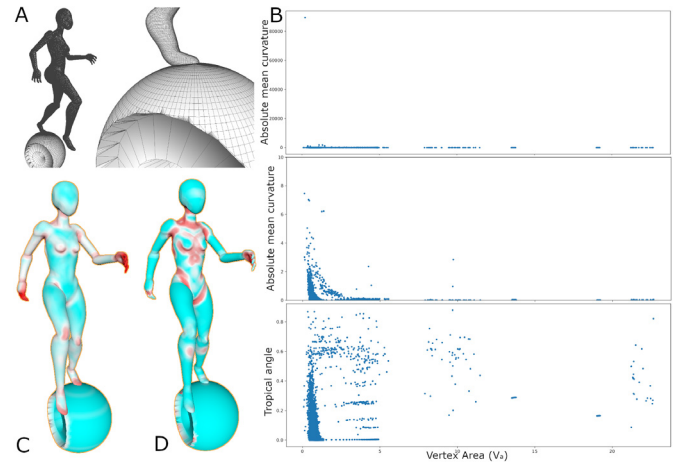 A
B
Absolute mean curvature
80000
60000
40000
20000
0
Absolute mean curvature
10
8
6
4
2
0
Tropical angle
0.8
0.6
0.4
0.2
0.0
0
5
10
15
20
Vertex Area (Vₐ)
C
D